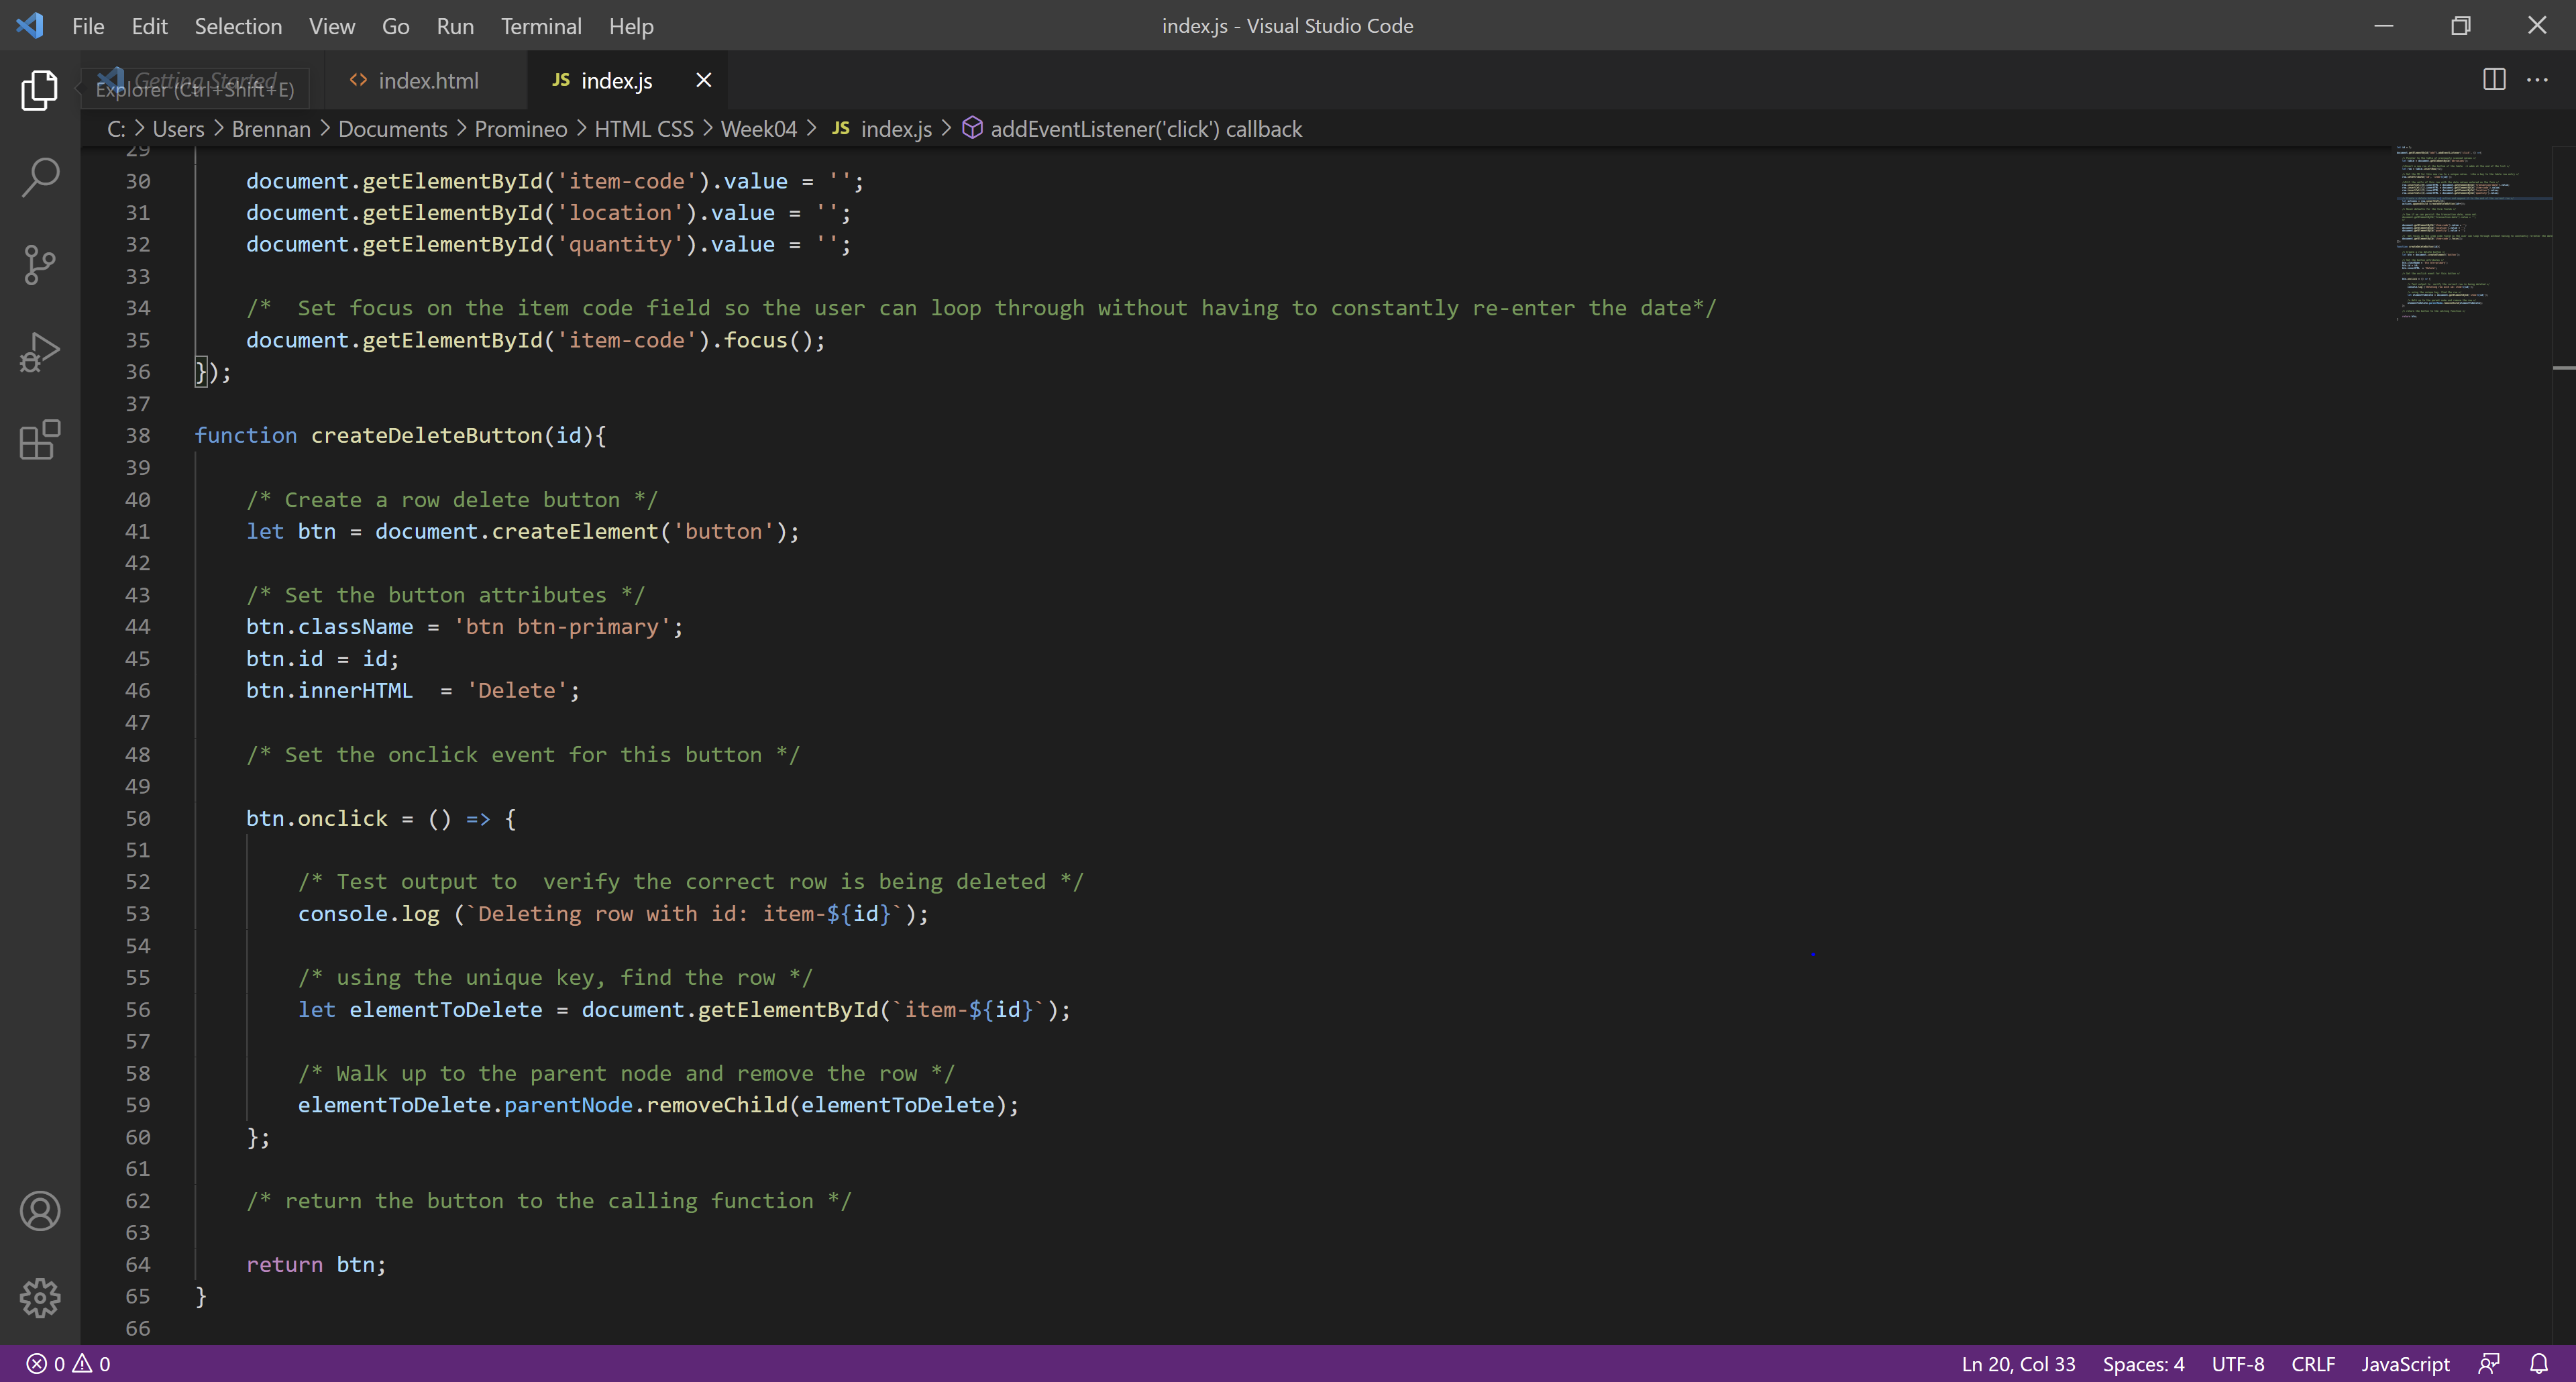 File Edit Selection View Go Run Terminal Help index.js - Visual Studio Code
Getting Started index.html JS index.js
Explorer (Ctrl+Shift+E)
C: > Users > Brennan > Documents > Promineo > HTML CSS > Week04 > JS index.js > addEventListener('click') callback
29
30 document.getElementById('item-code').value = '';
31 document.getElementById('location').value = '';
32 document.getElementById('quantity').value = '';
33
34 /*  Set focus on the item code field so the user can loop through without having to constantly re-enter the date*/
35 document.getElementById('item-code').focus();
36 });
37
38 function createDeleteButton(id){
39
40 /* Create a row delete button */
41 let btn = document.createElement('button');
42
43 /* Set the button attributes */
44 btn.className = 'btn btn-primary';
45 btn.id = id;
46 btn.innerHTML  = 'Delete';
47
48 /* Set the onclick event for this button */
49
50 btn.onclick = () => {
51
52 /* Test output to  verify the correct row is being deleted */
53 console.log (`Deleting row with id: item-${id}`);
54
55 /* using the unique key, find the row */
56 let elementToDelete = document.getElementById(`item-${id}`);
57
58 /* Walk up to the parent node and remove the row */
59 elementToDelete.parentNode.removeChild(elementToDelete);
60 };
61
62 /* return the button to the calling function */
63
64 return btn;
65 }
66
0 0 Ln 20, Col 33 Spaces: 4 UTF-8 CRLF JavaScript